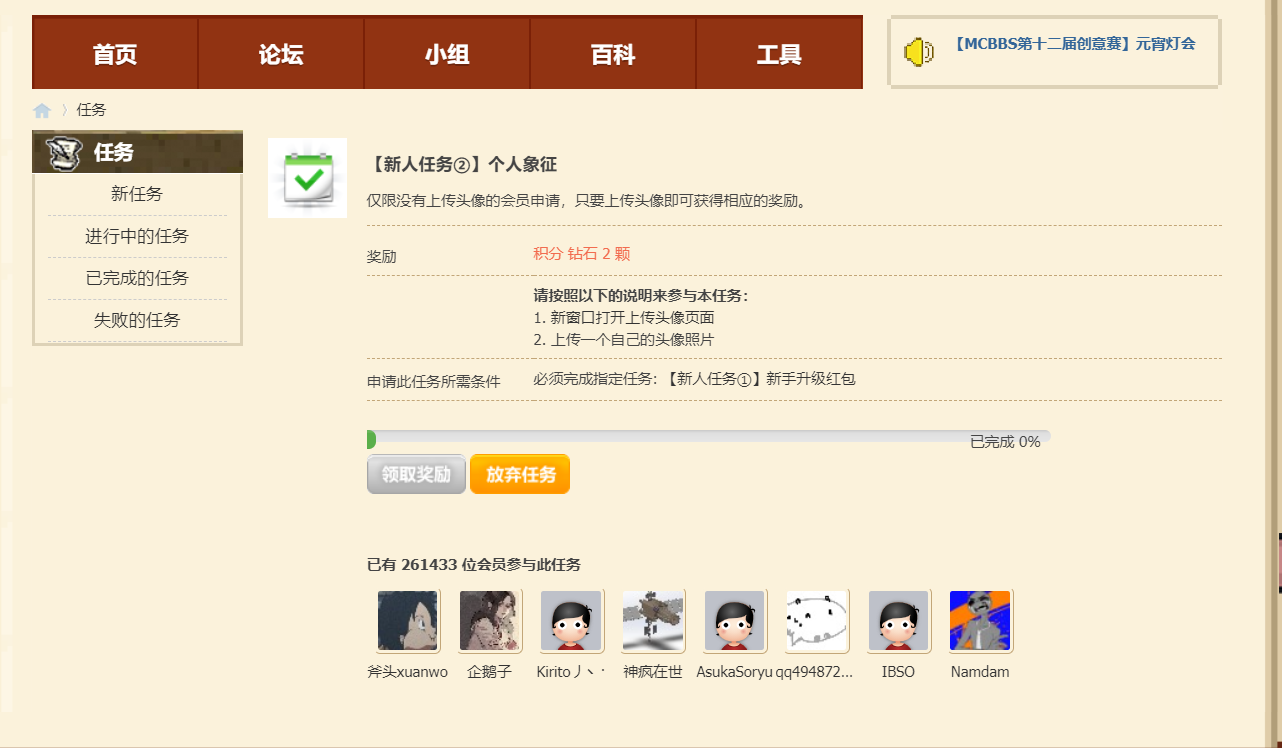 首页 论坛 小组 百科 工具
【MCBBS第十二届创意赛】元宵灯会
任务
任务
新任务
进行中的任务
已完成的任务
失败的任务
【新人任务②】个人象征
仅限没有上传头像的会员申请，只要上传头像即可获得相应的奖励。
奖励 积分 钻石 2 颗
请按照以下的说明来参与本任务：
1. 新窗口打开上传头像页面
2. 上传一个自己的头像照片
申请此任务所需条件 必须完成指定任务: 【新人任务①】新手升级红包
已完成 0%
领取奖励 放弃任务
已有 261433 位会员参与此任务
斧头xuanwo 企鹅子 Kirito丿丶· 神疯在世 AsukaSoryu qq494872... IBSO Namdam